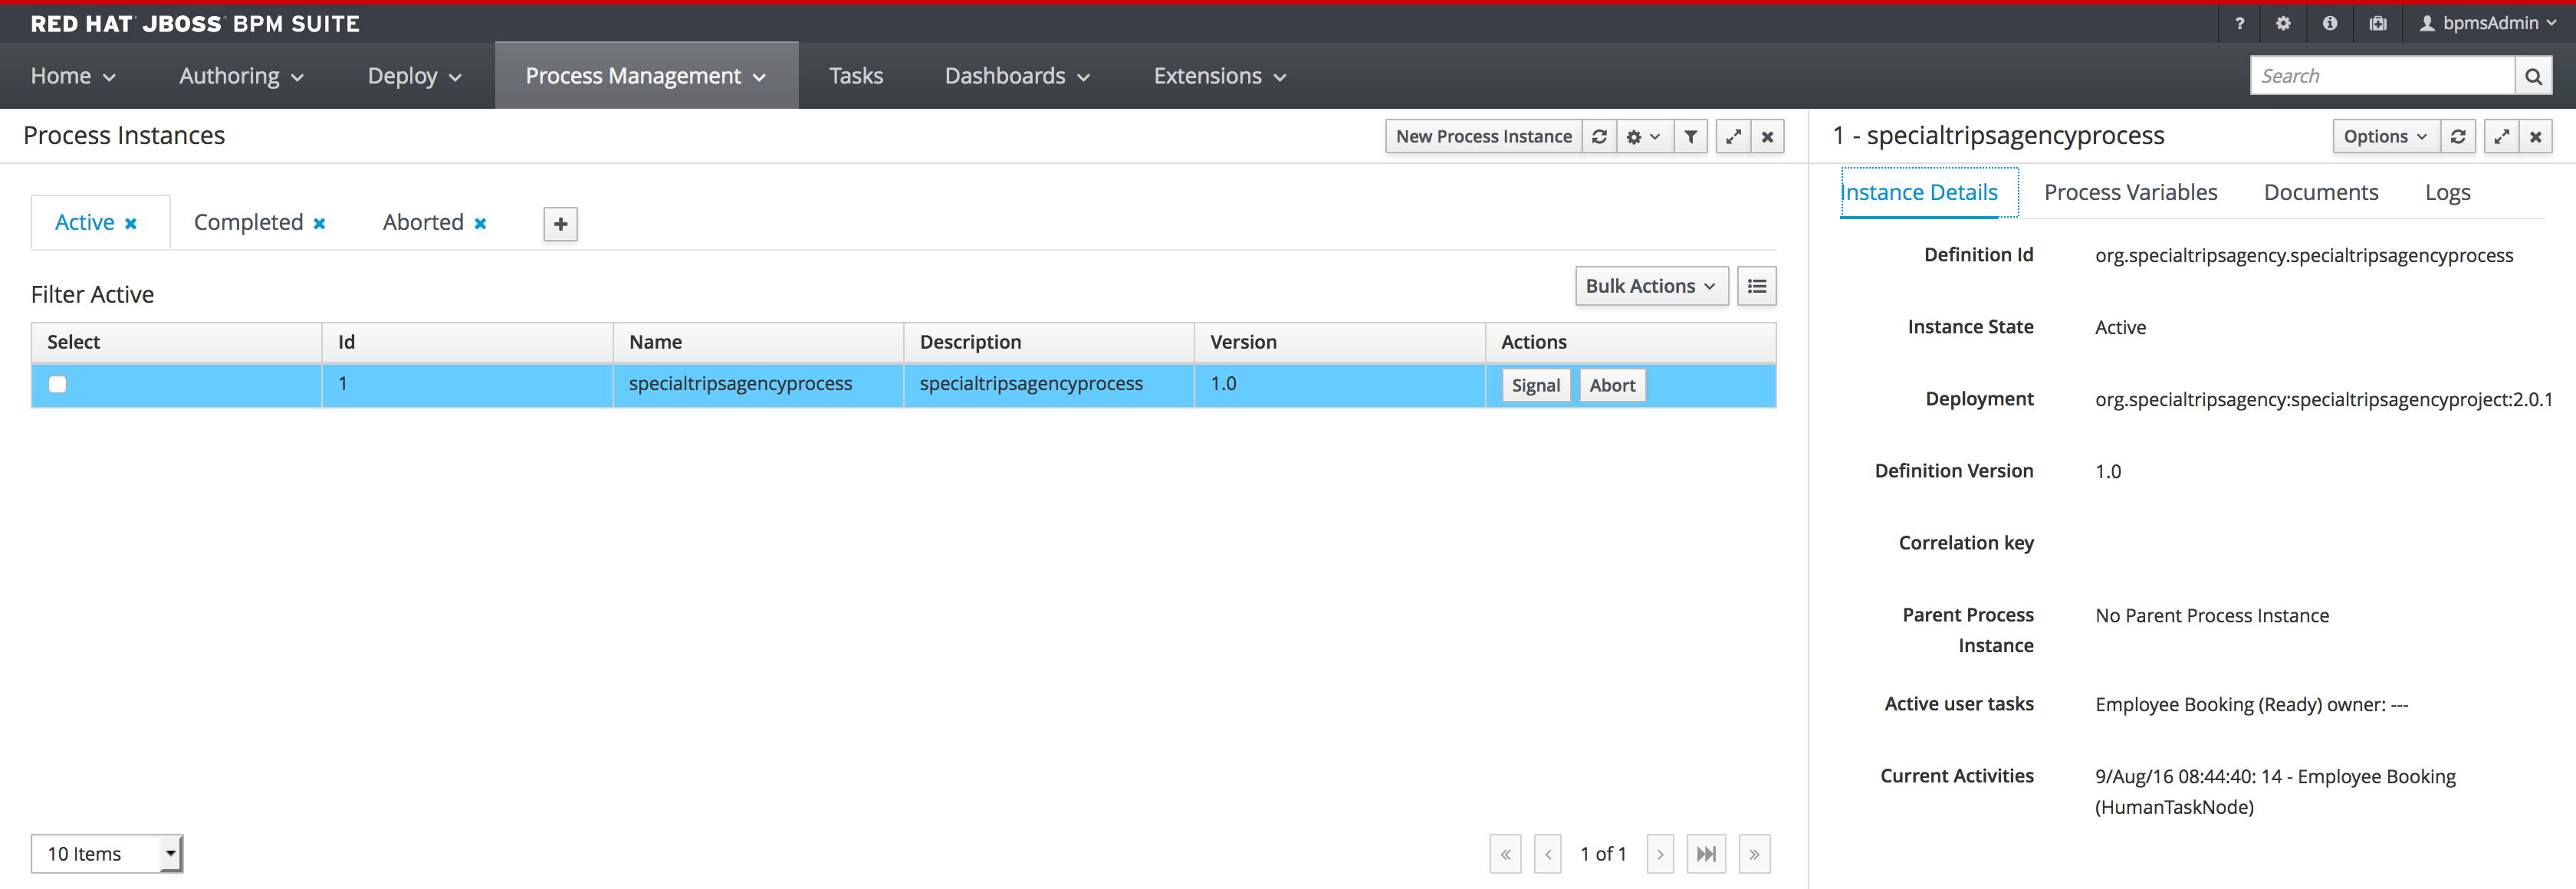 RED HAT JBOSS BPM SUITE
? bpmsAdmin
Home Authoring Deploy Process Management Tasks Dashboards Extensions Search
Process Instances New Process Instance
Active Completed Aborted +
Filter Active Bulk Actions
Select Id Name Description Version Actions
1 specialtripsagencyprocess specialtripsagencyprocess 1.0 Signal Abort
10 Items « ‹ 1 of 1 › »
1 - specialtripsagencyprocess Options
Instance Details Process Variables Documents Logs
Definition Id org.specialtripsagency.specialtripsagencyprocess
Instance State Active
Deployment org.specialtripsagency:specialtripsagencyproject:2.0.1
Definition Version 1.0
Correlation key
Parent Process No Parent Process Instance
Instance
Active user tasks Employee Booking (Ready) owner: ---
Current Activities 9/Aug/16 08:44:40: 14 - Employee Booking
(HumanTaskNode)